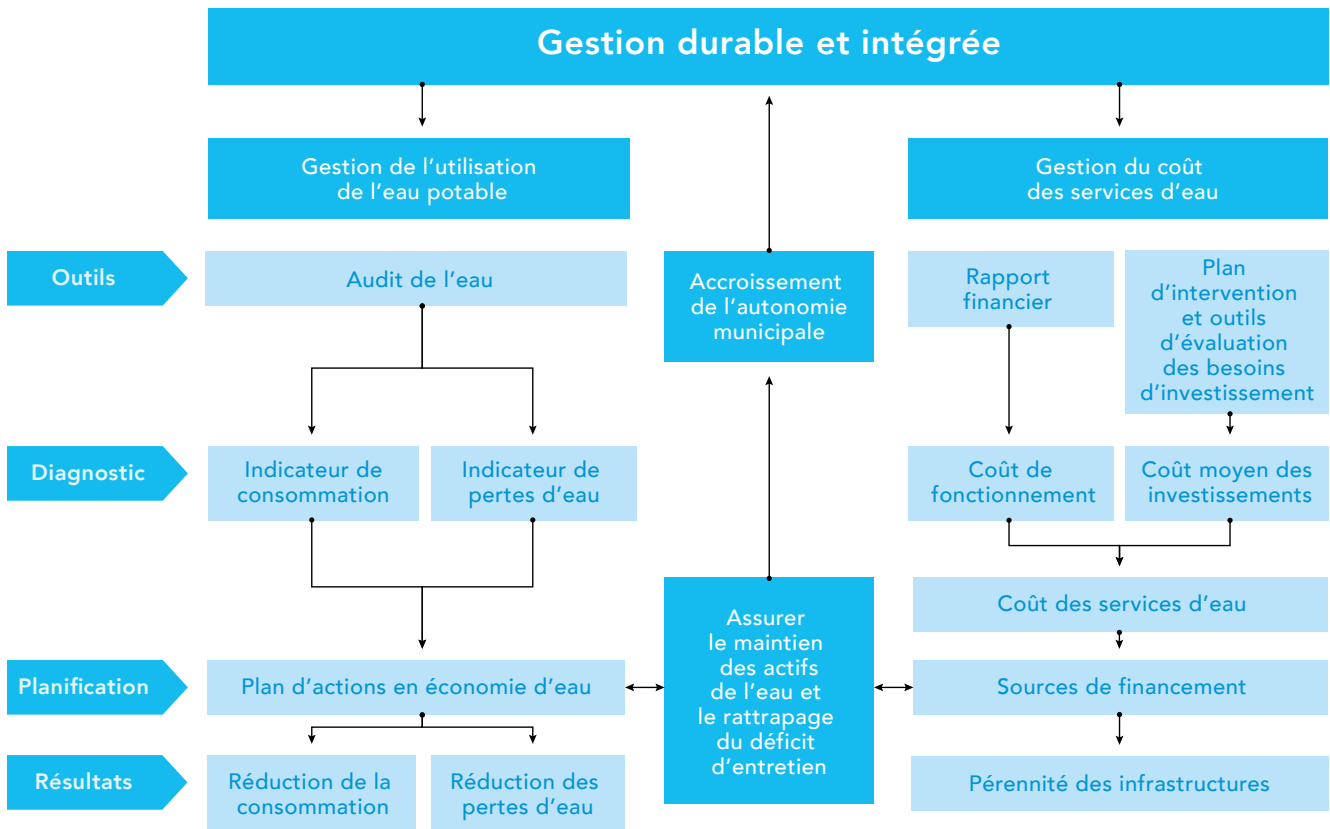 Gestion durable et intégrée
Gestion de l'utilisation
de l'eau potable
Gestion du coût
des services d'eau
Outils
Audit de l'eau
Accroissement
de l'autonomie
municipale
Rapport
financier
Plan
d'intervention
et outils
d'évaluation
des besoins
d'investissement
Diagnostic
Indicateur de
consommation
Indicateur de
pertes d'eau
Coût de
fonctionnement
Coût moyen des
investissements
Coût des services d'eau
Assurer
le maintien
des actifs
de l'eau et
le rattrapage
du déficit
d'entretien
Planification
Plan d'actions en économie d'eau
Sources de financement
Résultats
Réduction de la
consommation
Réduction des
pertes d'eau
Pérennité des infrastructures